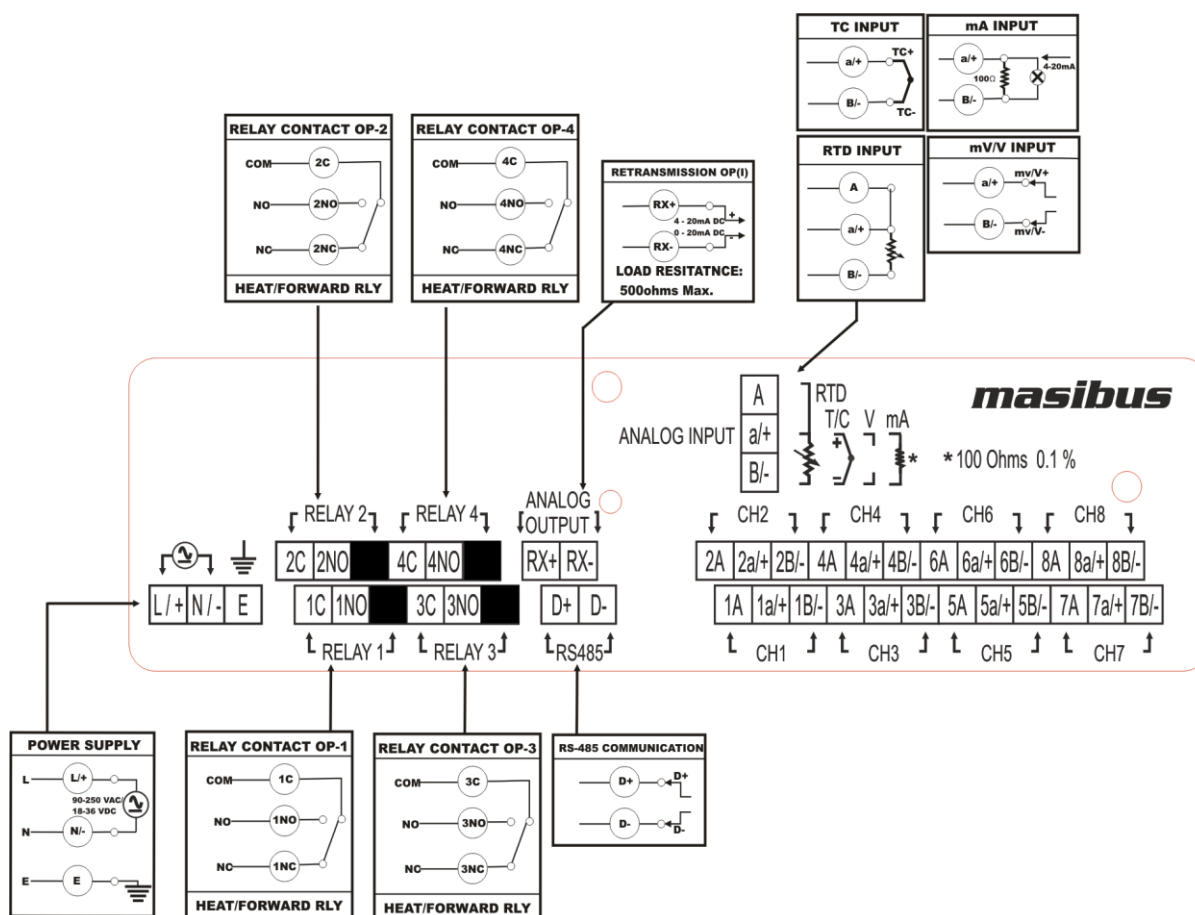 TC INPUT
a/+
TC+
B/-
TC-
mA INPUT
a/+
4-20mA
100Ω
B/-
RELAY CONTACT OP-2
COM
2C
NO
2NO
NC
2NC
HEAT/FORWARD RLY
RELAY CONTACT OP-4
COM
4C
NO
4NO
NC
4NC
HEAT/FORWARD RLY
RETRANSMISSION OP(I)
RX+
+
4 - 20mA DC
0 - 20mA DC
RX-
-
LOAD RESITATNCE:
500ohms Max.
RTD INPUT
A
a/+
B/-
mV/V INPUT
a/+
mv/V+
B/-
mv/V-
masibus
ANALOG INPUT
A
a/+
B/-
RTD
T/C V mA
+
-
*
*100 Ohms 0.1 %
RELAY 2
RELAY 4
ANALOG
OUTPUT
CH2
CH4
CH6
CH8
2C 2NO
4C 4NO
RX+ RX-
2A 2a/+ 2B/- 4A 4a/+ 4B/- 6A 6a/+ 6B/- 8A 8a/+ 8B/-
L / + N / - E
1C 1NO
3C 3NO
D+ D-
1A 1a/+ 1B/- 3A 3a/+ 3B/- 5A 5a/+ 5B/- 7A 7a/+ 7B/-
RELAY 1
RELAY 3
RS485
CH1
CH3
CH5
CH7
POWER SUPPLY
L
L/+
90-250 VAC/
18-36 VDC
N
N/-
E
E
RELAY CONTACT OP-1
COM
1C
NO
1NO
NC
1NC
HEAT/FORWARD RLY
RELAY CONTACT OP-3
COM
3C
NO
3NO
NC
3NC
HEAT/FORWARD RLY
RS-485 COMMUNICATION
D+
D+
D-
D-